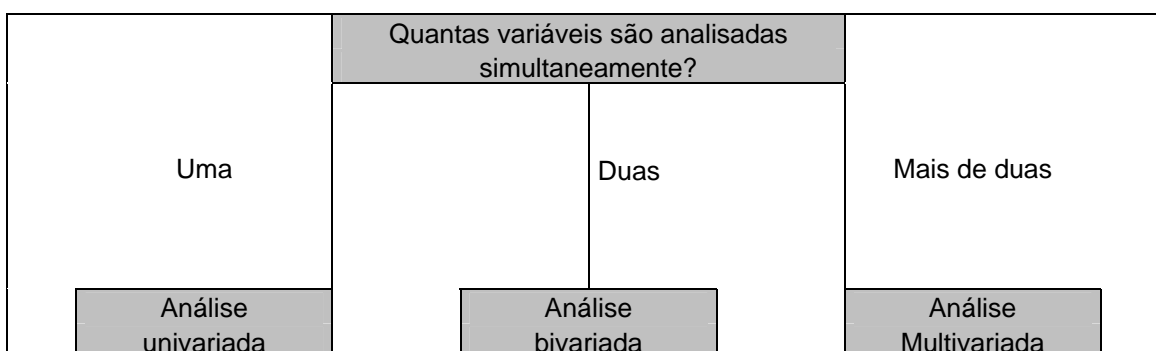 Quantas variáveis são analisadas
simultaneamente?
Uma
Duas
Mais de duas
Análise
univariada
Análise
bivariada
Análise
Multivariada